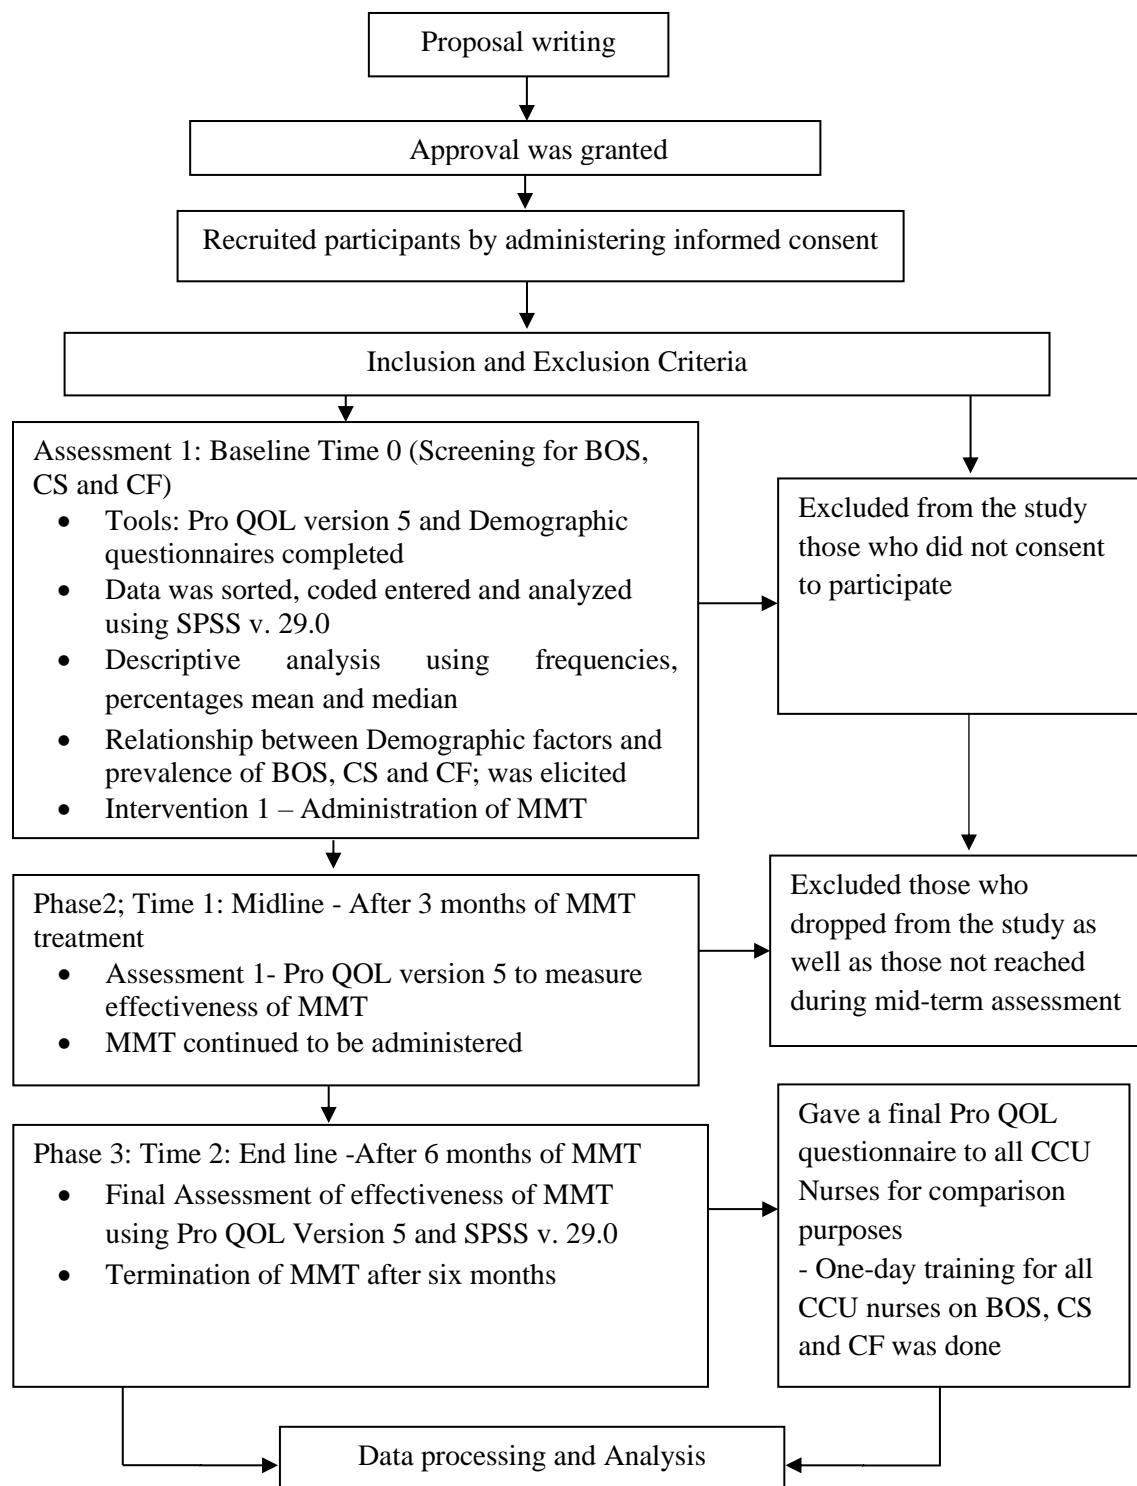 Proposal writing
Approval was granted
Recruited participants by administering informed consent
Inclusion and Exclusion Criteria
Assessment 1: Baseline Time 0 (Screening for BOS,
CS and CF)
• Tools: Pro QOL version 5 and Demographic
questionnaires completed
• Data was sorted, coded entered and analyzed
using SPSS v. 29.0
• Descriptive analysis using frequencies,
percentages mean and median
• Relationship between Demographic factors and
prevalence of BOS, CS and CF; was elicited
• Intervention 1 – Administration of MMT
Excluded from the study
those who did not consent
to participate
Phase2; Time 1: Midline - After 3 months of MMT
treatment
• Assessment 1- Pro QOL version 5 to measure
effectiveness of MMT
• MMT continued to be administered
Excluded those who
dropped from the study as
well as those not reached
during mid-term assessment
Phase 3: Time 2: End line -After 6 months of MMT
• Final Assessment of effectiveness of MMT
using Pro QOL Version 5 and SPSS v. 29.0
• Termination of MMT after six months
Gave a final Pro QOL
questionnaire to all CCU
Nurses for comparison
purposes
- One-day training for all
CCU nurses on BOS, CS
and CF was done
Data processing and Analysis